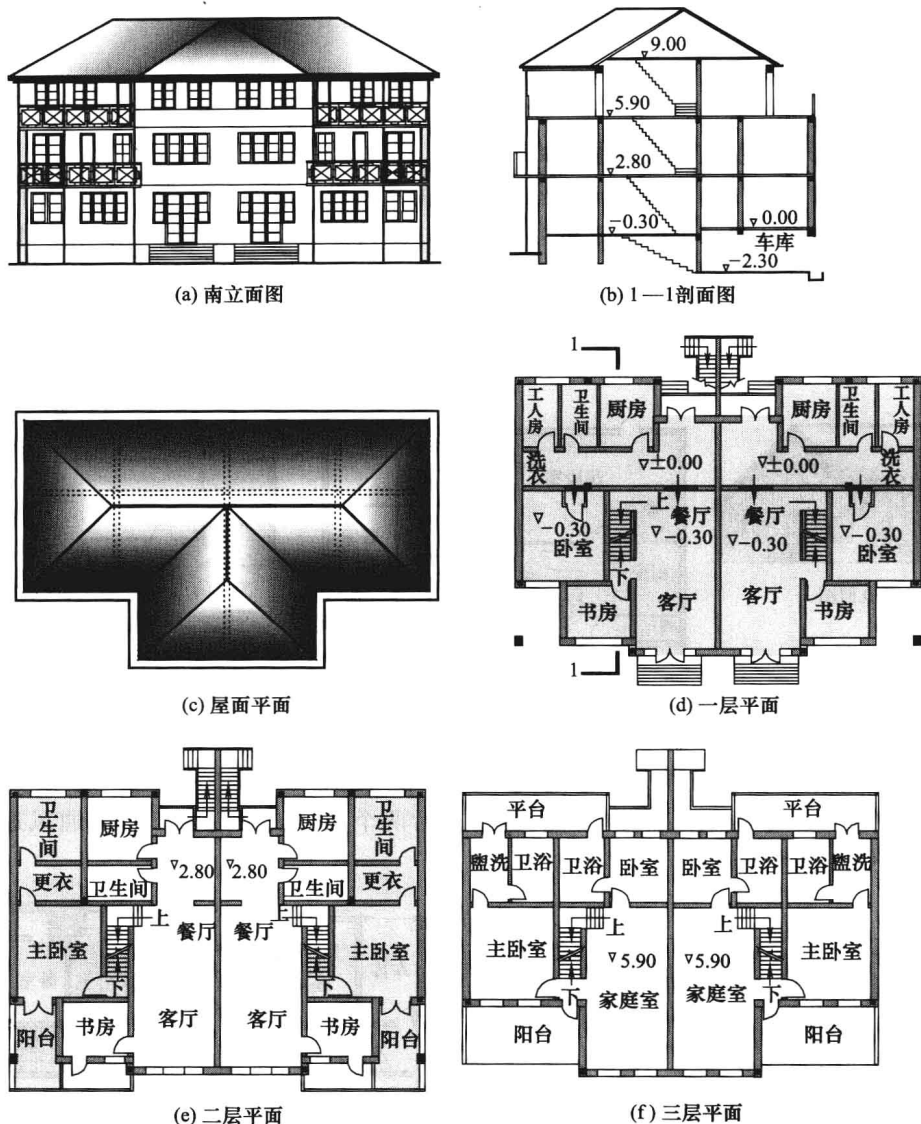 (a) 南立面图
9.00
5.90
2.80
-0.30
0.00
车库
-2.30
(b) 1—1剖面图
(c) 屋面平面
1
工人房
卫生间
厨房
厨房
卫生间
工人房
洗衣
±0.00
±0.00
洗衣
上
餐厅
餐厅
-0.30
卧室
-0.30
-0.30
-0.30
卧室
下
书房
客厅
客厅
书房
1
(d) 一层平面
卫生间
厨房
厨房
卫生间
更衣
卫生间
2.80
2.80
卫生间
更衣
主卧室
上
餐厅
餐厅
上
主卧室
下
下
阳台
书房
客厅
客厅
书房
阳台
(e) 二层平面
平台
平台
盥洗
卫浴
卫浴
卧室
卧室
卫浴
卫浴
盥洗
主卧室
上
上
主卧室
5.90
5.90
下
家庭室
家庭室
下
阳台
阳台
(f) 三层平面